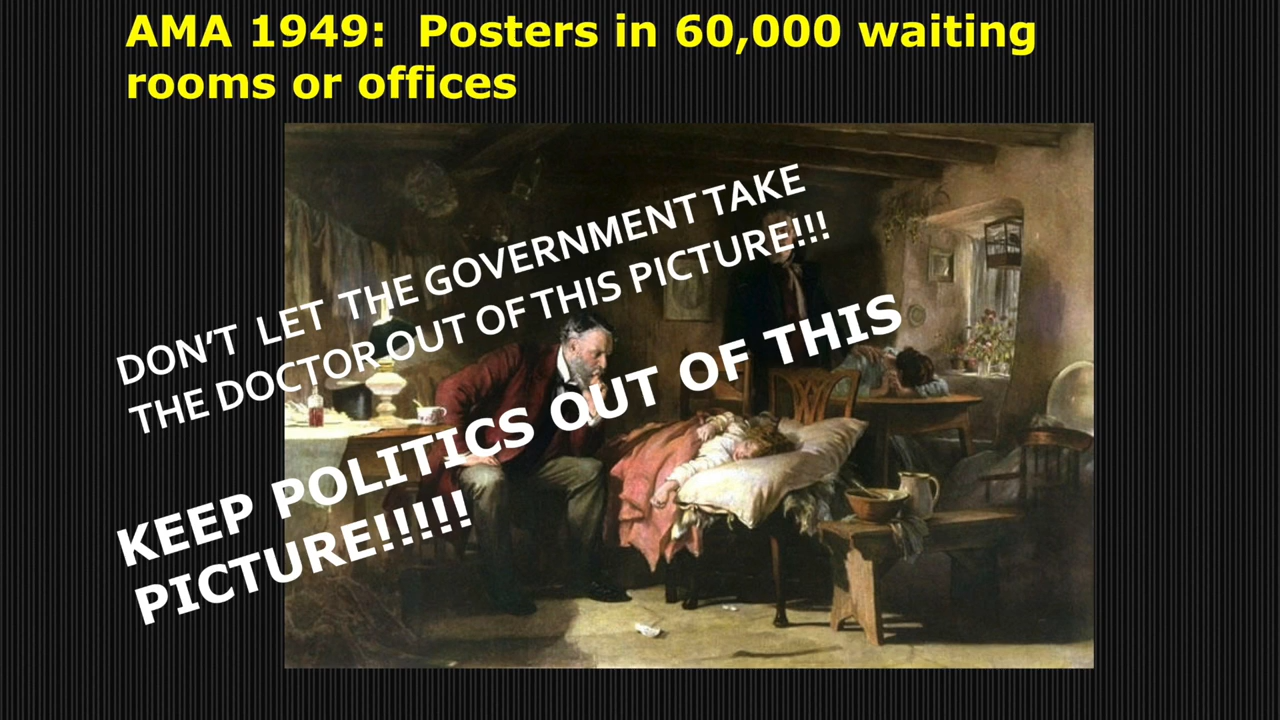 AMA 1949:  Posters in 60,000 waiting
rooms or offices
DON'T  LET  THE GOVERNMENT TAKE
THE DOCTOR OUT OF THIS PICTURE!!!
KEEP POLITICS OUT OF THIS
PICTURE!!!!!